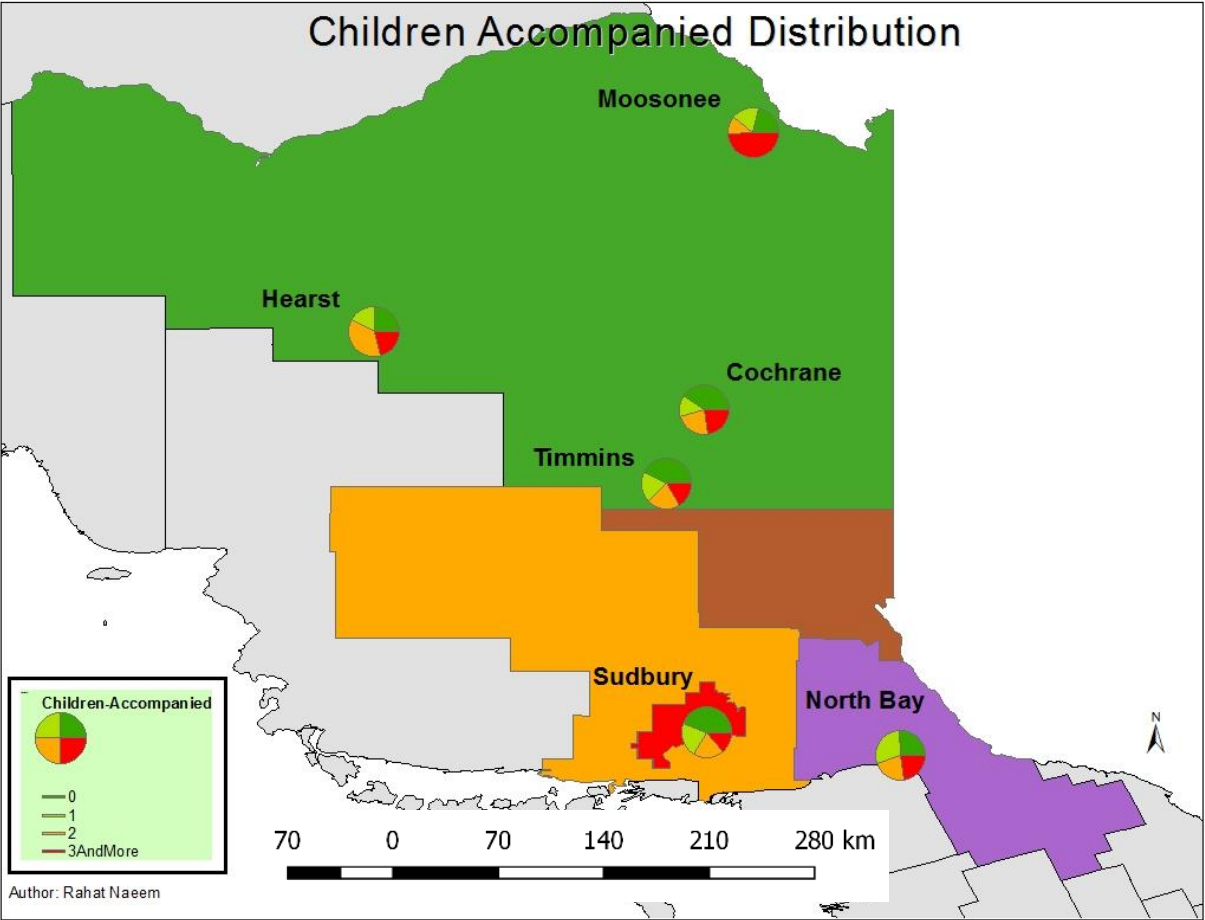 Children Accompanied Distribution
Moosonee
Hearst
Cochrane
Timmins
Sudbury
North Bay
N
Children-Accompanied
0
1
2
3AndMore
70 0 70 140 210 280 km
Author: Rahat Naeem